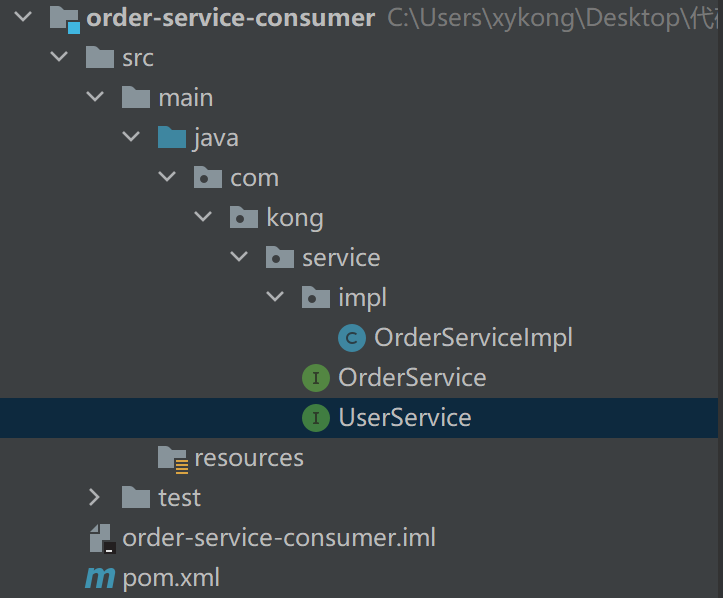 order-service-consumer C:\Users\xykong\Desktop\代
src
main
java
com
kong
service
impl
C OrderServiceImpl
I OrderService
I UserService
resources
test
order-service-consumer.iml
m pom.xml